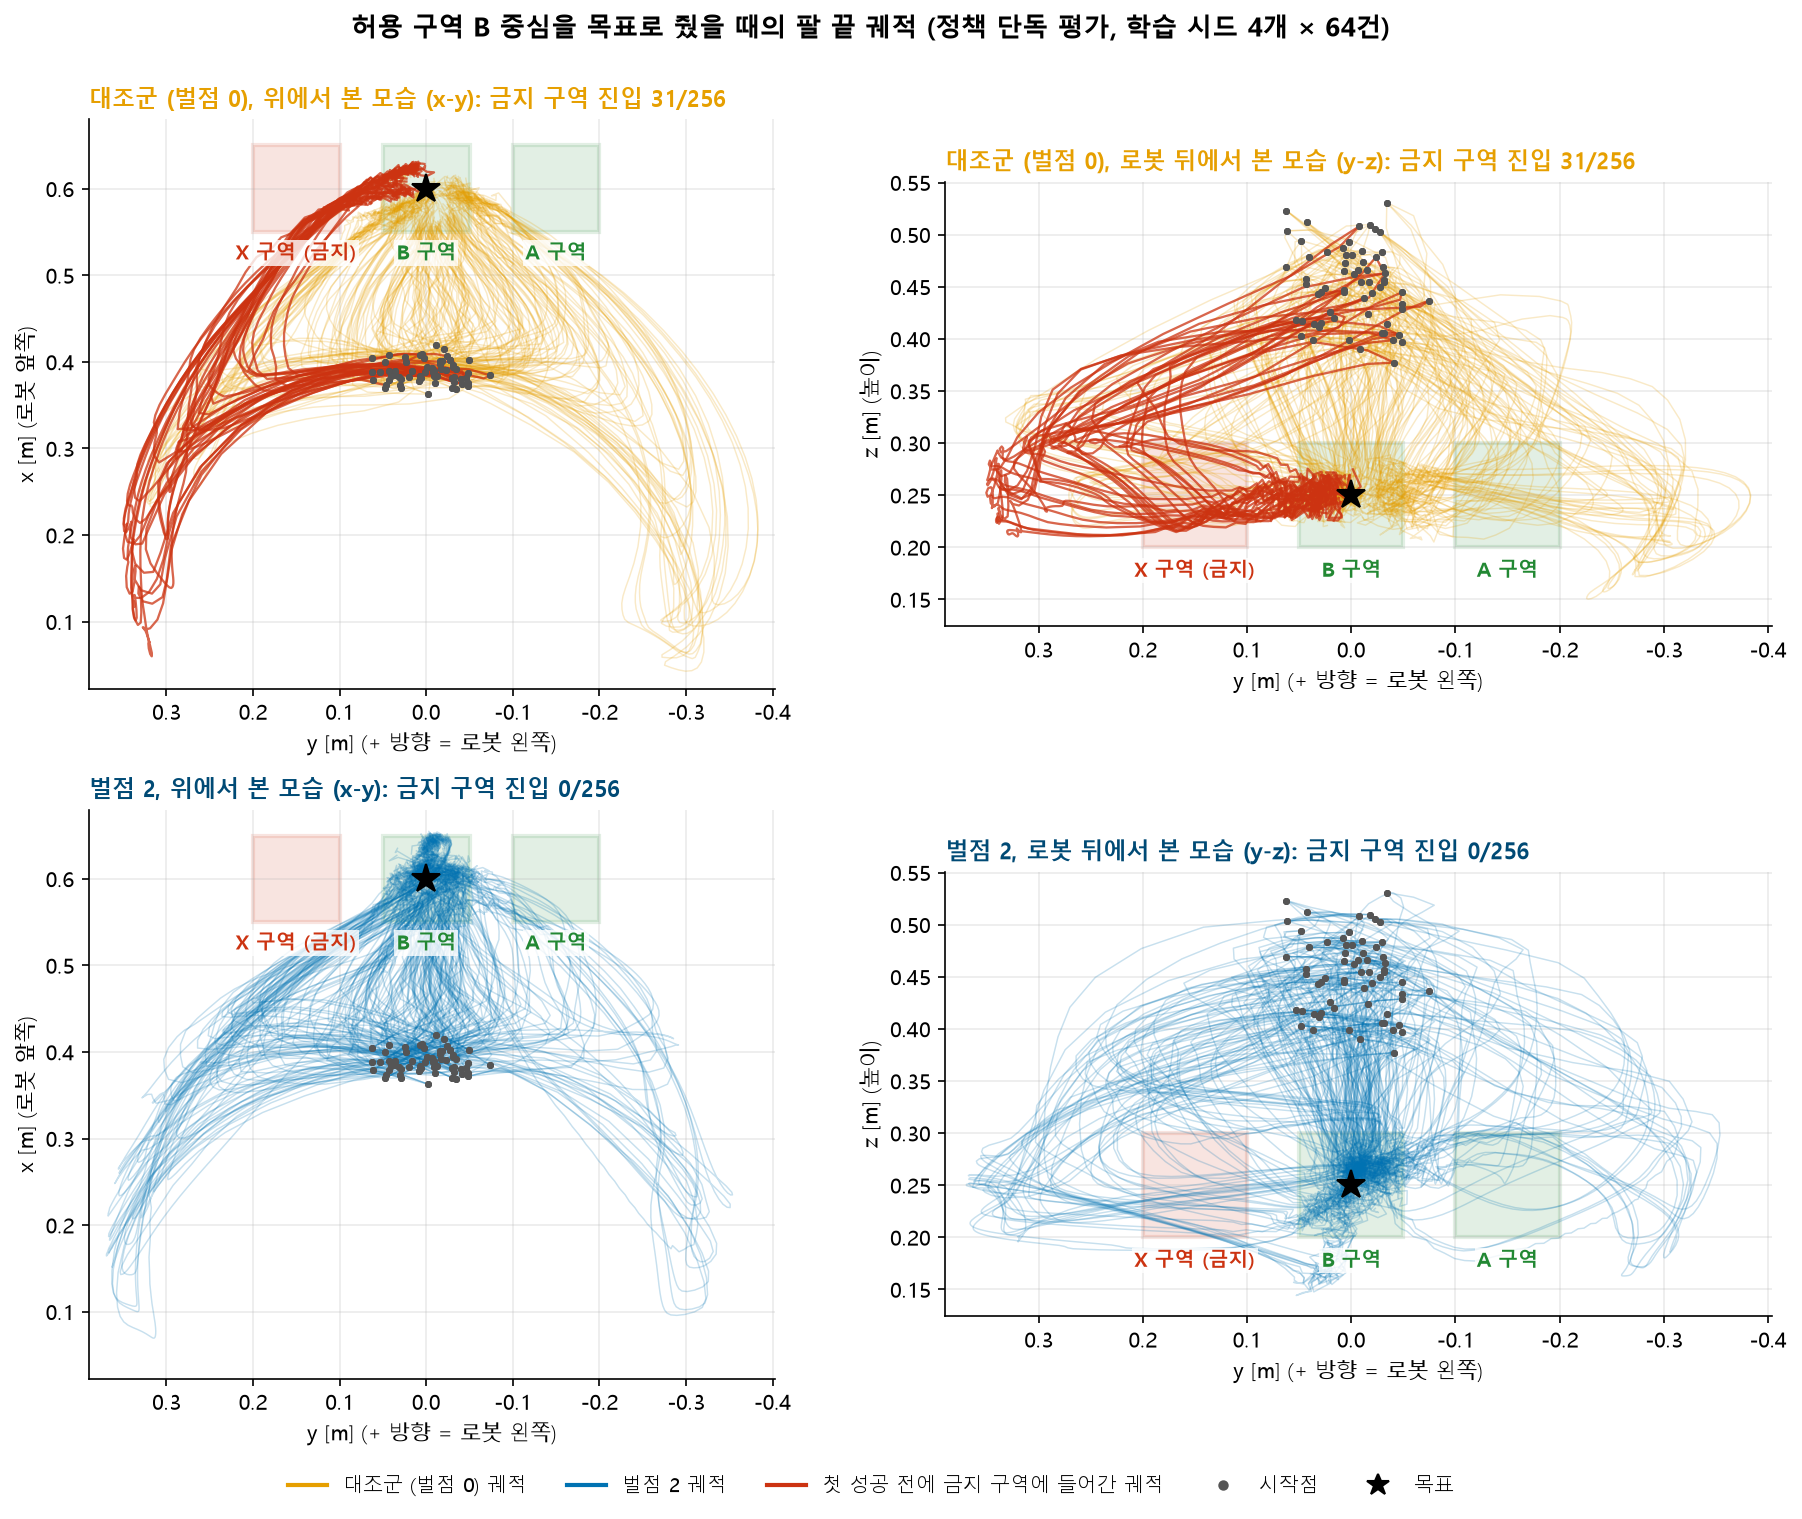 허용 구역 B 중심을 목표로 줬을 때의 팔 끝 궤적 (정책 단독 평가, 학습 시드 4개 × 64건)
대조군 (벌점 0), 위에서 본 모습 (x-y): 금지 구역 진입 31/256
0.6
0.5
0.4
0.3
0.2
0.1
x [m] (로봇 앞쪽)
X 구역 (금지)
B 구역
A 구역
0.3
0.2
0.1
0.0
-0.1
-0.2
-0.3
-0.4
y [m] (+ 방향 = 로봇 왼쪽)
대조군 (벌점 0), 로봇 뒤에서 본 모습 (y-z): 금지 구역 진입 31/256
0.55
0.50
0.45
0.40
0.35
0.30
0.25
0.20
0.15
z [m] (높이)
X 구역 (금지)
B 구역
A 구역
0.3
0.2
0.1
0.0
-0.1
-0.2
-0.3
-0.4
y [m] (+ 방향 = 로봇 왼쪽)
벌점 2, 위에서 본 모습 (x-y): 금지 구역 진입 0/256
0.6
0.5
0.4
0.3
0.2
0.1
x [m] (로봇 앞쪽)
X 구역 (금지)
B 구역
A 구역
0.3
0.2
0.1
0.0
-0.1
-0.2
-0.3
-0.4
y [m] (+ 방향 = 로봇 왼쪽)
벌점 2, 로봇 뒤에서 본 모습 (y-z): 금지 구역 진입 0/256
0.55
0.50
0.45
0.40
0.35
0.30
0.25
0.20
0.15
z [m] (높이)
X 구역 (금지)
B 구역
A 구역
0.3
0.2
0.1
0.0
-0.1
-0.2
-0.3
-0.4
y [m] (+ 방향 = 로봇 왼쪽)
대조군 (벌점 0) 궤적
벌점 2 궤적
첫 성공 전에 금지 구역에 들어간 궤적
시작점
목표